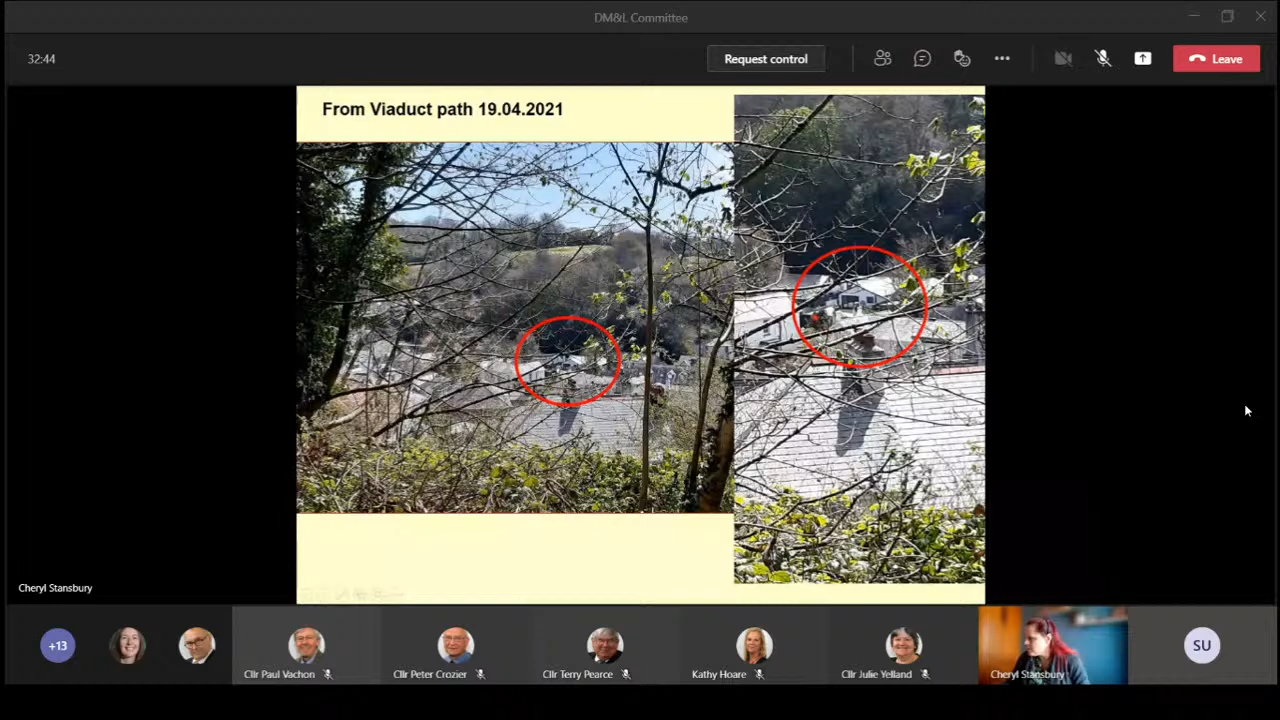 DM&L Committee
32:44
Request control
Leave
From Viaduct path 19.04.2021
Cheryl Stansbury
+13
Cllr Paul Vachon
Cllr Peter Crozier
Cllr Terry Pearce
Kathy Hoare
Cllr Julie Yelland
Cheryl Stansbury
SU